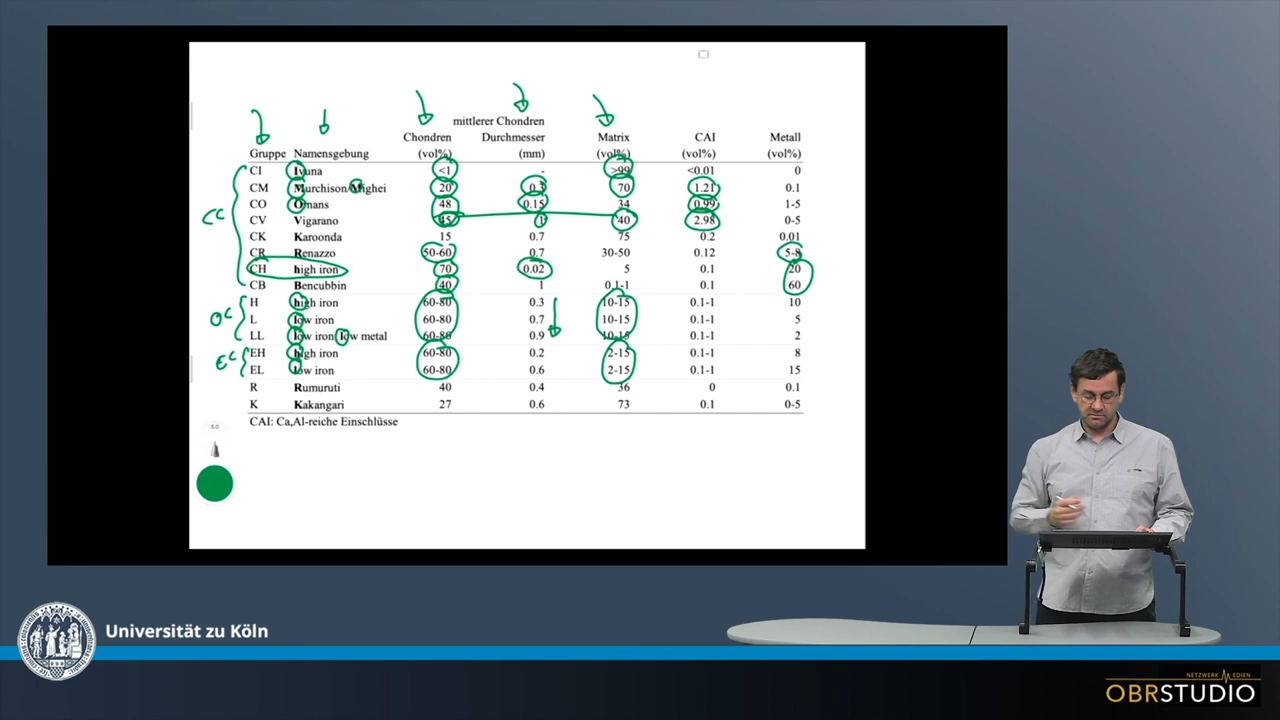 mittlerer Chondren
Chondren Durchmesser Matrix CAI Metall
Gruppe Namensgebung (vol%) (mm) (vol%) (vol%) (vol%)
CI Ivuna <1 - >99 <0.01 0
CM Murchison/Mighei 20 0.3 70 1.21 0.1
CO Omans 48 0.15 34 0.99 1-5
CV Vigarano 45 1 40 2.98 0-5
CK Karoonda 15 0.7 75 0.2 0.01
CR Renazzo 50-60 0.7 30-50 0.12 5-8
CH high iron 70 0.02 5 0.1 20
CB Bencubbin 40 1 0.1-1 0.1 60
H high iron 60-80 0.3 10-15 0.1-1 10
L low iron 60-80 0.7 10-15 0.1-1 5
LL low iron low metal 60-80 0.9 10-15 0.1-1 2
EH high iron 60-80 0.2 2-15 0.1-1 8
EL low iron 60-80 0.6 2-15 0.1-1 15
R Rumuruti 40 0.4 36 0 0.1
K Kakangari 27 0.6 73 0.1 0-5
CAI: Ca,Al-reiche Einschlüsse
CC
OC
EC
Universität zu Köln
NETZWERK MEDIEN
OBRSTUDIO